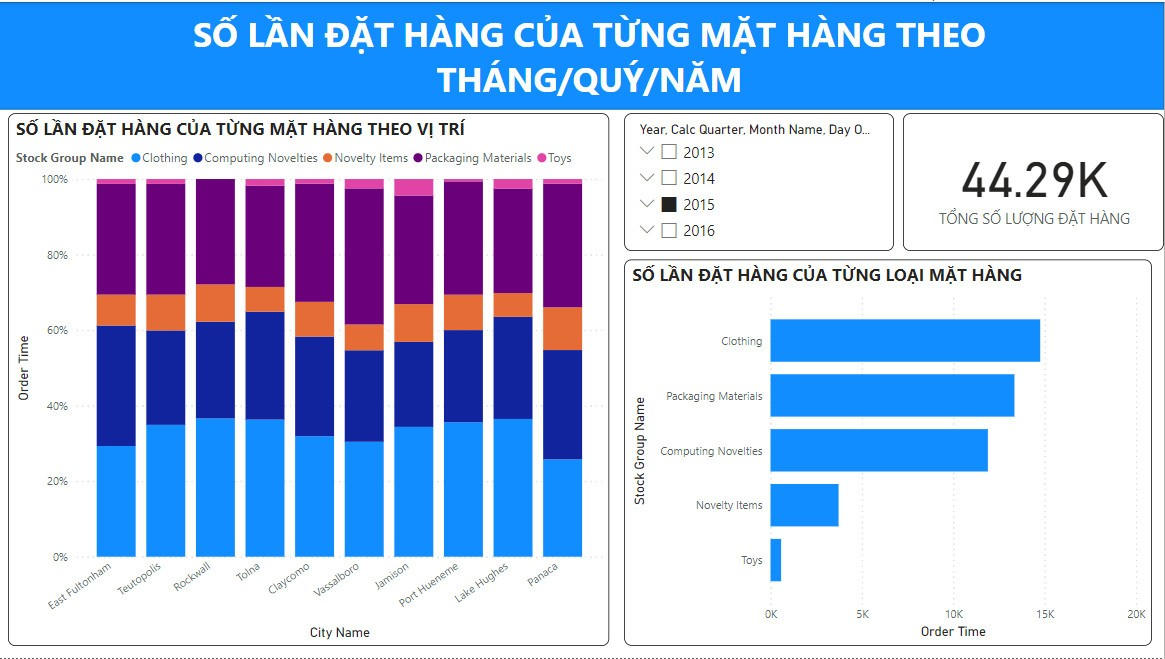 SỐ LẦN ĐẶT HÀNG CỦA TỪNG MẶT HÀNG THEO
THÁNG/QUÝ/NĂM
SỐ LẦN ĐẶT HÀNG CỦA TỪNG MẶT HÀNG THEO VỊ TRÍ
Stock Group Name Clothing Computing Novelties Novelty Items Packaging Materials Toys
100%
80%
60%
40%
20%
0%
Order Time
East Fultonham
Teutopolis
Rockwall
Tolna
Claycomo
Vassalboro
Jamison
Port Hueneme
Lake Hughes
Panaca
City Name
Year, Calc Quarter, Month Name, Day O...
2013
2014
2015
2016
44.29K
TỔNG SỐ LƯỢNG ĐẶT HÀNG
SỐ LẦN ĐẶT HÀNG CỦA TỪNG LOẠI MẶT HÀNG
Stock Group Name
Clothing
Packaging Materials
Computing Novelties
Novelty Items
Toys
0K 5K 10K 15K 20K
Order Time